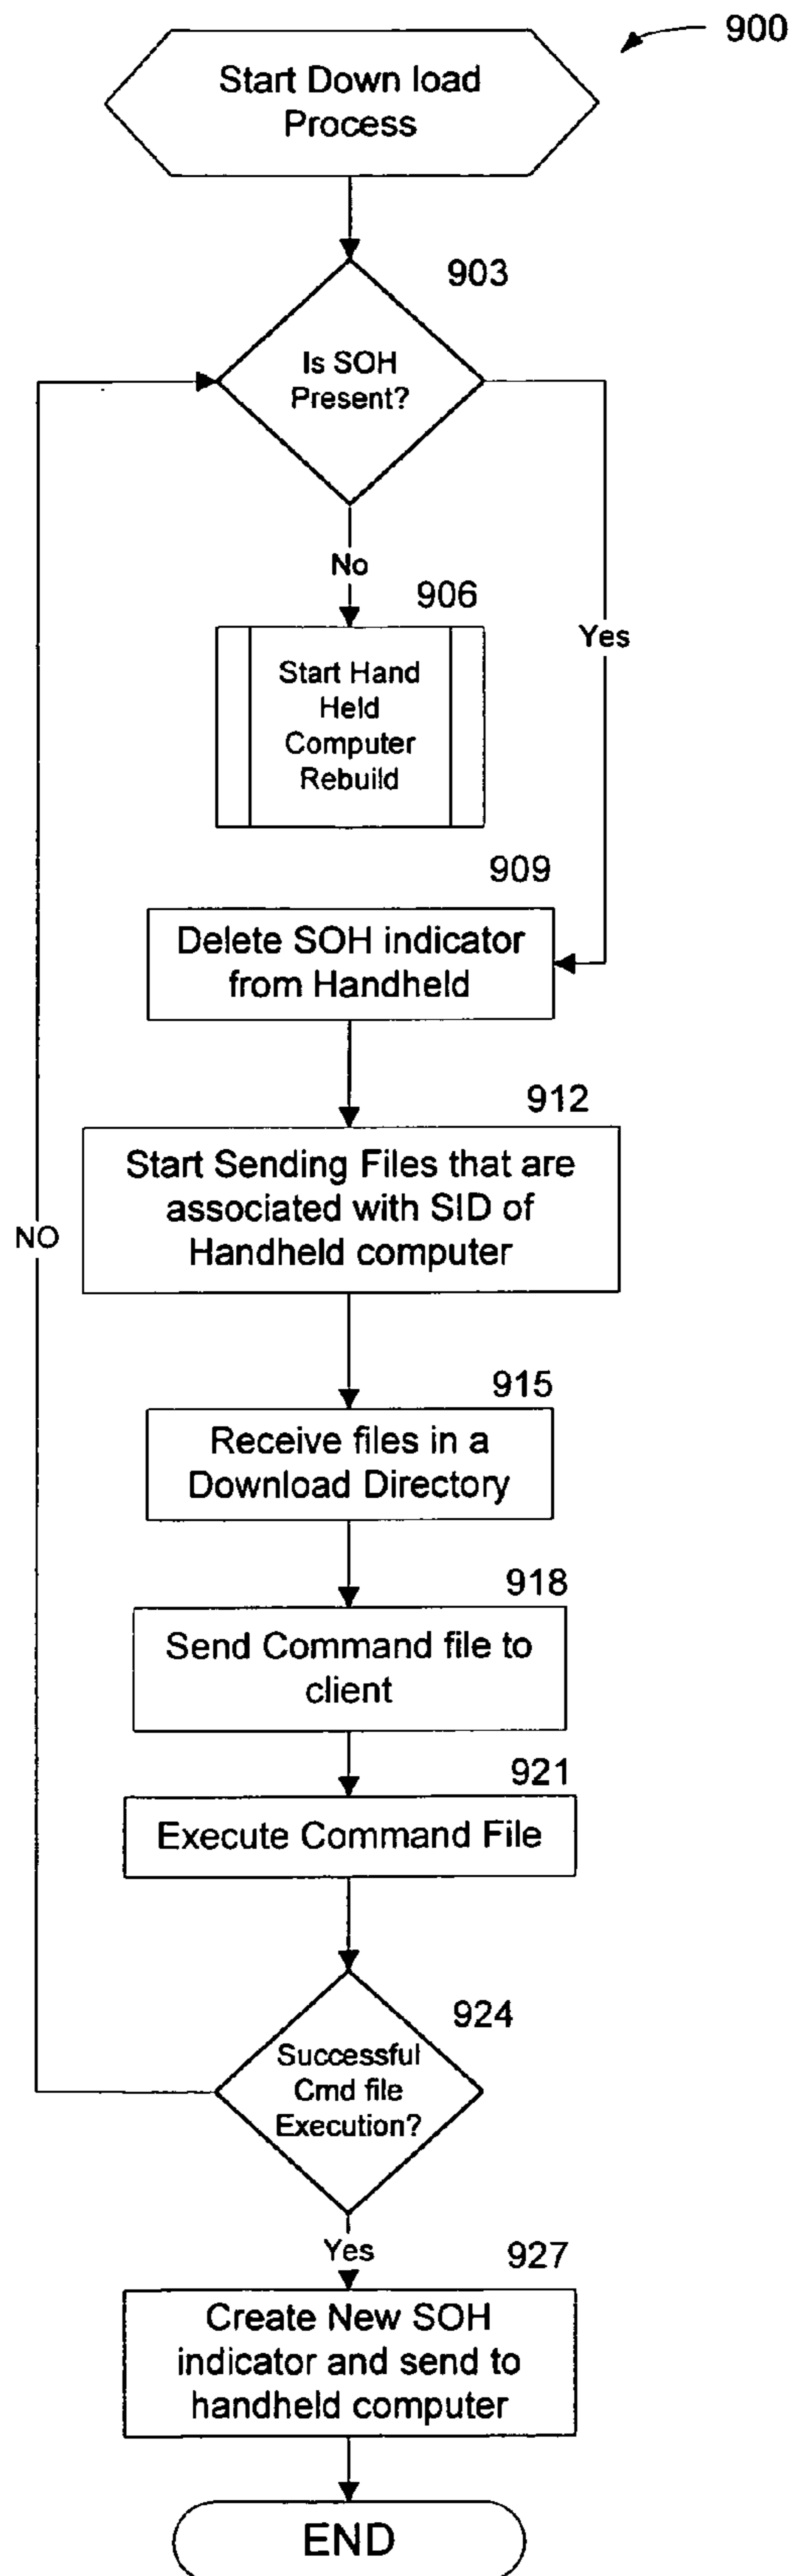 900
Start Down load
Process
903
Is SOH
Present?
No
906
Yes
Start Hand
Held
Computer
Rebuild
909
Delete SOH indicator
from Handheld
912
Start Sending Files that are
associated with SID of
Handheld computer
NO
915
Receive files in a
Download Directory
918
Send Command file to
client
921
Execute Command File
924
Successful
Cmd file
Execution?
Yes
927
Create New SOH
indicator and send to
handheld computer
END